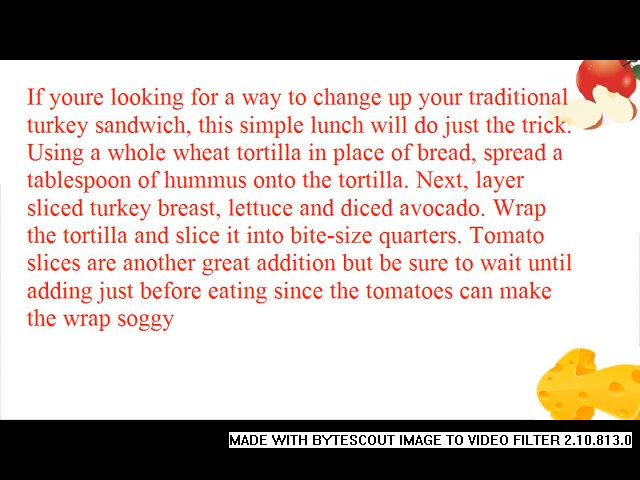 If youre looking for a way to change up your traditional
turkey sandwich, this simple lunch will do just the trick.
Using a whole wheat tortilla in place of bread, spread a
tablespoon of hummus onto the tortilla. Next, layer
sliced turkey breast, lettuce and diced avocado. Wrap
the tortilla and slice it into bite-size quarters. Tomato
slices are another great addition but be sure to wait until
adding just before eating since the tomatoes can make
the wrap soggy
MADE WITH BYTESCOUT IMAGE TO VIDEO FILTER 2.10.813.0